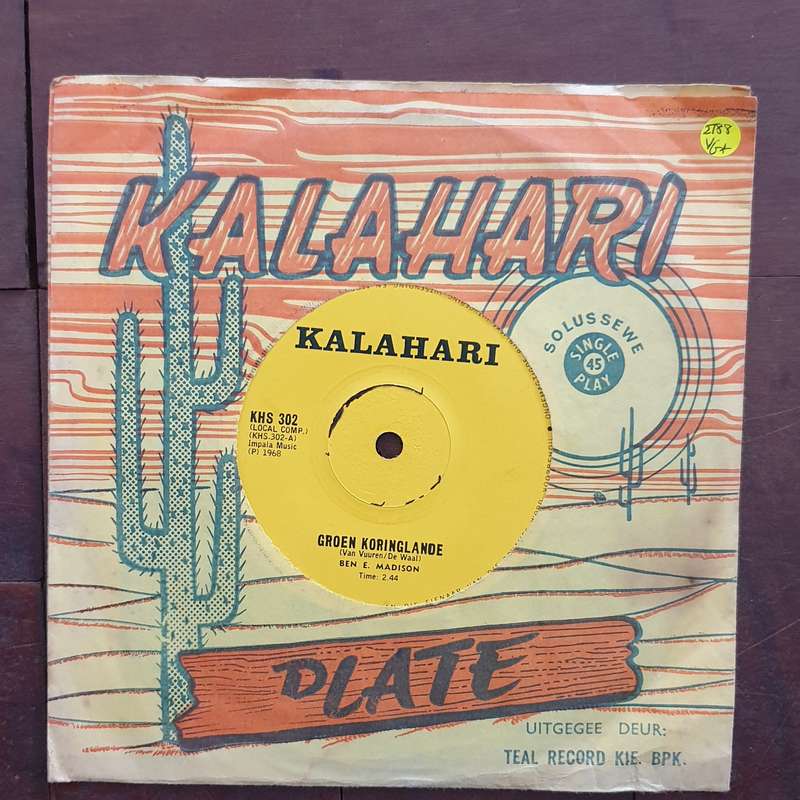 KALAHARI
2788
VG+
SOLUSSEWE
SINGLE
45
PLAY
KALAHARI
KHS 302
(LOCAL COMP.)
(KHS.302-A)
Impala Music
(P) 1968
GROEN KORINGLANDE
(Van Vuuren/De Waal)
BEN E. MADISON
Time: 2.44
PLATE
UITGEGEE DEUR:
TEAL RECORD KIE. BPK.